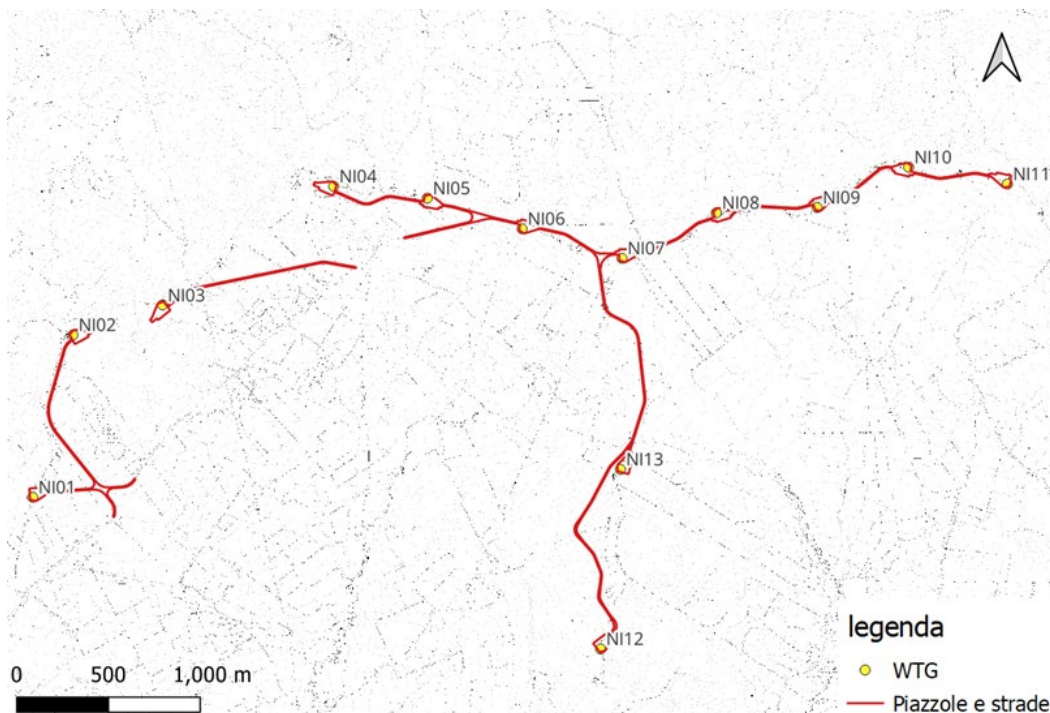 NI10
NI11
NI04
NI05
NI08
NI09
NI06
NI07
NI03
NI02
NI13
NI01
NI12
legenda
WTG
Piazzole e strade
0 500 1,000 m